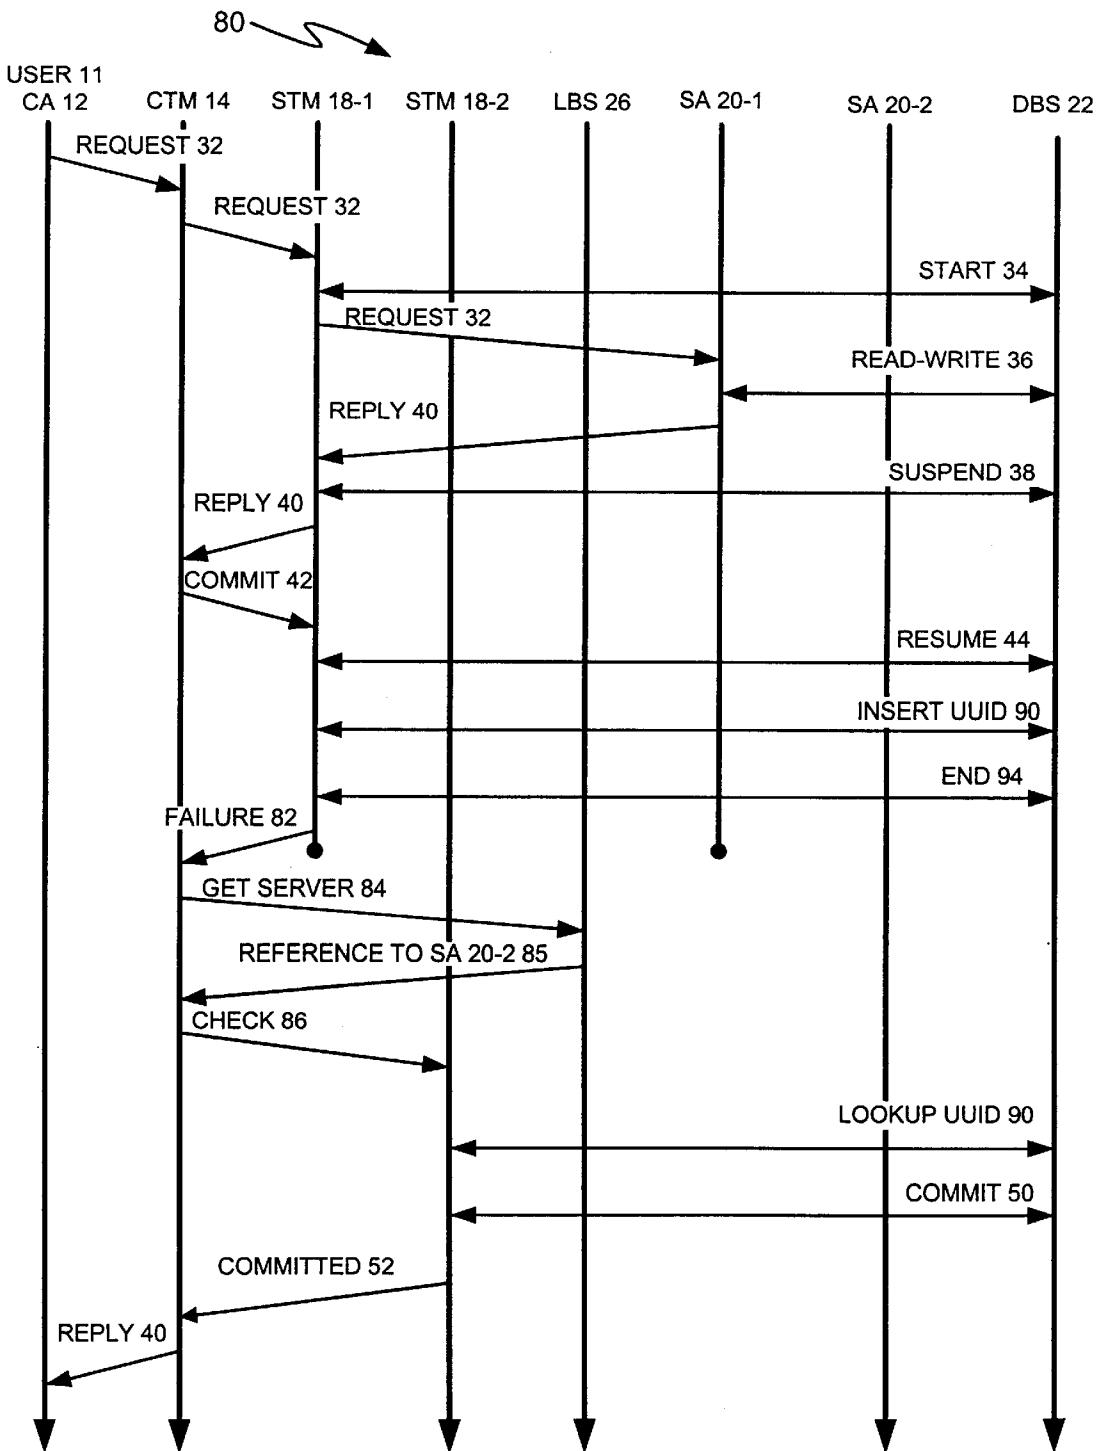 80
USER 11
CA 12 CTM 14 STM 18-1 STM 18-2 LBS 26 SA 20-1 SA 20-2 DBS 22
REQUEST 32
REQUEST 32
START 34
REQUEST 32
READ-WRITE 36
REPLY 40
SUSPEND 38
REPLY 40
COMMIT 42
RESUME 44
INSERT UUID 90
END 94
FAILURE 82
GET SERVER 84
REFERENCE TO SA 20-2 85
CHECK 86
LOOKUP UUID 90
COMMIT 50
COMMITTED 52
REPLY 40